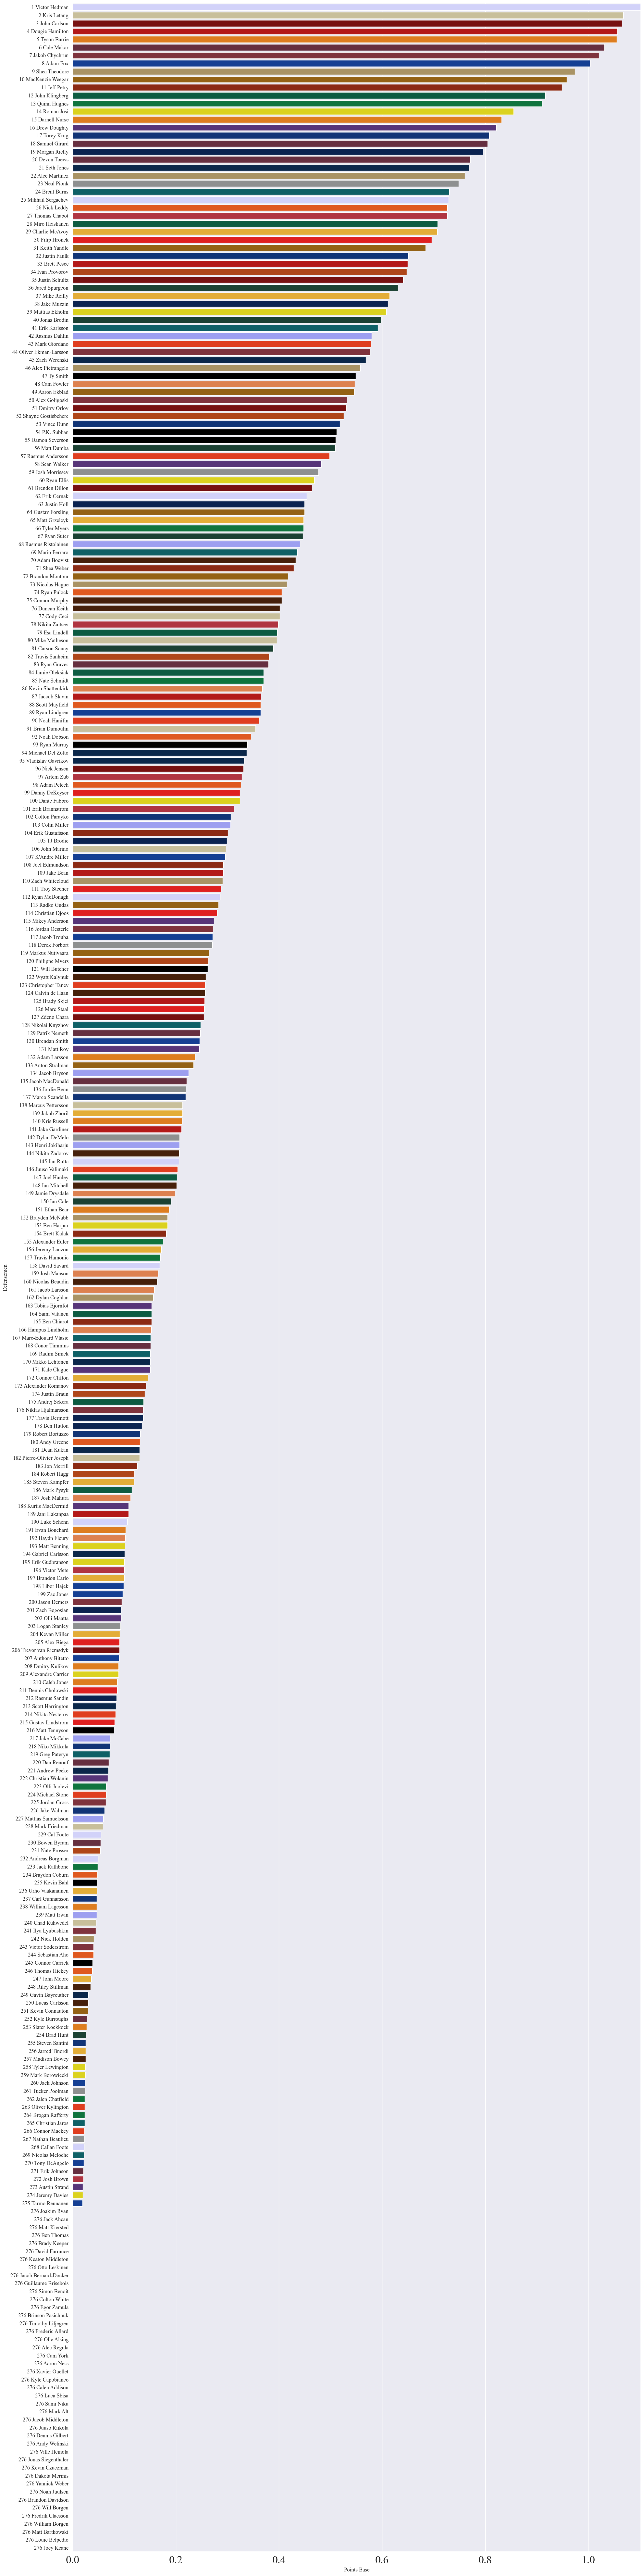 1 Victor Hedman
2 Kris Letang
3 John Carlson
4 Dougie Hamilton
5 Tyson Barrie
6 Cale Makar
7 Jakob Chychrun
8 Adam Fox
9 Shea Theodore
10 MacKenzie Weegar
11 Jeff Petry
12 John Klingberg
13 Quinn Hughes
14 Roman Josi
15 Darnell Nurse
16 Drew Doughty
17 Torey Krug
18 Samuel Girard
19 Morgan Rielly
20 Devon Toews
21 Seth Jones
22 Alec Martinez
23 Neal Pionk
24 Brent Burns
25 Mikhail Sergachev
26 Nick Leddy
27 Thomas Chabot
28 Miro Heiskanen
29 Charlie McAvoy
30 Filip Hronek
31 Keith Yandle
32 Justin Faulk
33 Brett Pesce
34 Ivan Provorov
35 Justin Schultz
36 Jared Spurgeon
37 Mike Reilly
38 Jake Muzzin
39 Mattias Ekholm
40 Jonas Brodin
41 Erik Karlsson
42 Rasmus Dahlin
43 Mark Giordano
44 Oliver Ekman-Larsson
45 Zach Werenski
46 Alex Pietrangelo
47 Ty Smith
48 Cam Fowler
49 Aaron Ekblad
50 Alex Goligoski
51 Dmitry Orlov
52 Shayne Gostisbehere
53 Vince Dunn
54 P.K. Subban
55 Damon Severson
56 Matt Dumba
57 Rasmus Andersson
58 Sean Walker
59 Josh Morrissey
60 Ryan Ellis
61 Brenden Dillon
62 Erik Cernak
63 Justin Holl
64 Gustav Forsling
65 Matt Grzelcyk
66 Tyler Myers
67 Ryan Suter
68 Rasmus Ristolainen
69 Mario Ferraro
70 Adam Boqvist
71 Shea Weber
72 Brandon Montour
73 Nicolas Hague
74 Ryan Pulock
75 Connor Murphy
76 Duncan Keith
77 Cody Ceci
78 Nikita Zaitsev
79 Esa Lindell
80 Mike Matheson
81 Carson Soucy
82 Travis Sanheim
83 Ryan Graves
84 Jamie Oleksiak
85 Nate Schmidt
86 Kevin Shattenkirk
87 Jaccob Slavin
88 Scott Mayfield
89 Ryan Lindgren
90 Noah Hanifin
91 Brian Dumoulin
92 Noah Dobson
93 Ryan Murray
94 Michael Del Zotto
95 Vladislav Gavrikov
96 Nick Jensen
97 Artem Zub
98 Adam Pelech
99 Danny DeKeyser
100 Dante Fabbro
101 Erik Brannstrom
102 Colton Parayko
103 Colin Miller
104 Erik Gustafsson
105 TJ Brodie
106 John Marino
107 K'Andre Miller
108 Joel Edmundson
109 Jake Bean
110 Zach Whitecloud
111 Troy Stecher
112 Ryan McDonagh
113 Radko Gudas
114 Christian Djoos
115 Mikey Anderson
116 Jordan Oesterle
117 Jacob Trouba
118 Derek Forbort
119 Markus Nutivaara
120 Philippe Myers
121 Will Butcher
122 Wyatt Kalynuk
123 Christopher Tanev
124 Calvin de Haan
125 Brady Skjei
126 Marc Staal
127 Zdeno Chara
128 Nikolai Knyzhov
129 Patrik Nemeth
130 Brendan Smith
131 Matt Roy
132 Adam Larsson
133 Anton Stralman
134 Jacob Bryson
135 Jacob MacDonald
136 Jordie Benn
137 Marco Scandella
138 Marcus Pettersson
139 Jakub Zboril
140 Kris Russell
141 Jake Gardiner
142 Dylan DeMelo
143 Henri Jokiharju
144 Nikita Zadorov
145 Jan Rutta
146 Juuso Valimaki
147 Joel Hanley
148 Ian Mitchell
149 Jamie Drysdale
150 Ian Cole
151 Ethan Bear
152 Brayden McNabb
153 Ben Harpur
154 Brett Kulak
155 Alexander Edler
156 Jeremy Lauzon
157 Travis Hamonic
158 David Savard
159 Josh Manson
160 Nicolas Beaudin
161 Jacob Larsson
162 Dylan Coghlan
163 Tobias Bjornfot
164 Sami Vatanen
165 Ben Chiarot
166 Hampus Lindholm
167 Marc-Edouard Vlasic
168 Conor Timmins
169 Radim Simek
170 Mikko Lehtonen
171 Kale Clague
172 Connor Clifton
173 Alexander Romanov
174 Justin Braun
175 Andrej Sekera
176 Niklas Hjalmarsson
177 Travis Dermott
178 Ben Hutton
179 Robert Bortuzzo
180 Andy Greene
181 Dean Kukan
182 Pierre-Olivier Joseph
183 Jon Merrill
184 Robert Hagg
185 Steven Kampfer
186 Mark Pysyk
187 Josh Mahura
188 Kurtis MacDermid
189 Jani Hakanpaa
190 Luke Schenn
191 Evan Bouchard
192 Haydn Fleury
193 Matt Benning
194 Gabriel Carlsson
195 Erik Gudbranson
196 Victor Mete
197 Brandon Carlo
198 Libor Hajek
199 Zac Jones
200 Jason Demers
201 Zach Bogosian
202 Olli Maatta
203 Logan Stanley
204 Kevan Miller
205 Alex Biega
206 Trevor van Riemsdyk
207 Anthony Bitetto
208 Dmitry Kulikov
209 Alexandre Carrier
210 Caleb Jones
211 Dennis Cholowski
212 Rasmus Sandin
213 Scott Harrington
214 Nikita Nesterov
215 Gustav Lindstrom
216 Matt Tennyson
217 Jake McCabe
218 Niko Mikkola
219 Greg Pateryn
220 Dan Renouf
221 Andrew Peeke
222 Christian Wolanin
223 Olli Juolevi
224 Michael Stone
225 Jordan Gross
226 Jake Walman
227 Mattias Samuelsson
228 Mark Friedman
229 Cal Foote
230 Bowen Byram
231 Nate Prosser
232 Andreas Borgman
233 Jack Rathbone
234 Braydon Coburn
235 Kevin Bahl
236 Urho Vaakanainen
237 Carl Gunnarsson
238 William Lagesson
239 Matt Irwin
240 Chad Ruhwedel
241 Ilya Lyubushkin
242 Nick Holden
243 Victor Soderstrom
244 Sebastian Aho
245 Connor Carrick
246 Thomas Hickey
247 John Moore
248 Riley Stillman
249 Gavin Bayreuther
250 Lucas Carlsson
251 Kevin Connauton
252 Kyle Burroughs
253 Slater Koekkoek
254 Brad Hunt
255 Steven Santini
256 Jarred Tinordi
257 Madison Bowey
258 Tyler Lewington
259 Mark Borowiecki
260 Jack Johnson
261 Tucker Poolman
262 Jalen Chatfield
263 Oliver Kylington
264 Brogan Rafferty
265 Christian Jaros
266 Connor Mackey
267 Nathan Beaulieu
268 Callan Foote
269 Nicolas Meloche
270 Tony DeAngelo
271 Erik Johnson
272 Josh Brown
273 Austin Strand
274 Jeremy Davies
275 Tarmo Reunanen
276 Joakim Ryan
276 Jack Ahcan
276 Matt Kiersted
276 Ben Thomas
276 Brady Keeper
276 David Farrance
276 Keaton Middleton
276 Otto Leskinen
276 Jacob Bernard-Docker
276 Guillaume Brisebois
276 Simon Benoit
276 Colton White
276 Egor Zamula
276 Brinson Pasichnuk
276 Timothy Liljegren
276 Frederic Allard
276 Olle Alsing
276 Alec Regula
276 Cam York
276 Aaron Ness
276 Xavier Ouellet
276 Kyle Capobianco
276 Calen Addison
276 Luca Sbisa
276 Sami Niku
276 Mark Alt
276 Jacob Middleton
276 Juuso Riikola
276 Dennis Gilbert
276 Andy Welinski
276 Ville Heinola
276 Jonas Siegenthaler
276 Kevin Czuczman
276 Dakota Mermis
276 Yannick Weber
276 Noah Juulsen
276 Brandon Davidson
276 Will Borgen
276 Fredrik Claesson
276 William Borgen
276 Matt Bartkowski
276 Louie Belpedio
276 Joey Keane
Defensemen
0.0 0.2 0.4 0.6 0.8 1.0
Points Base